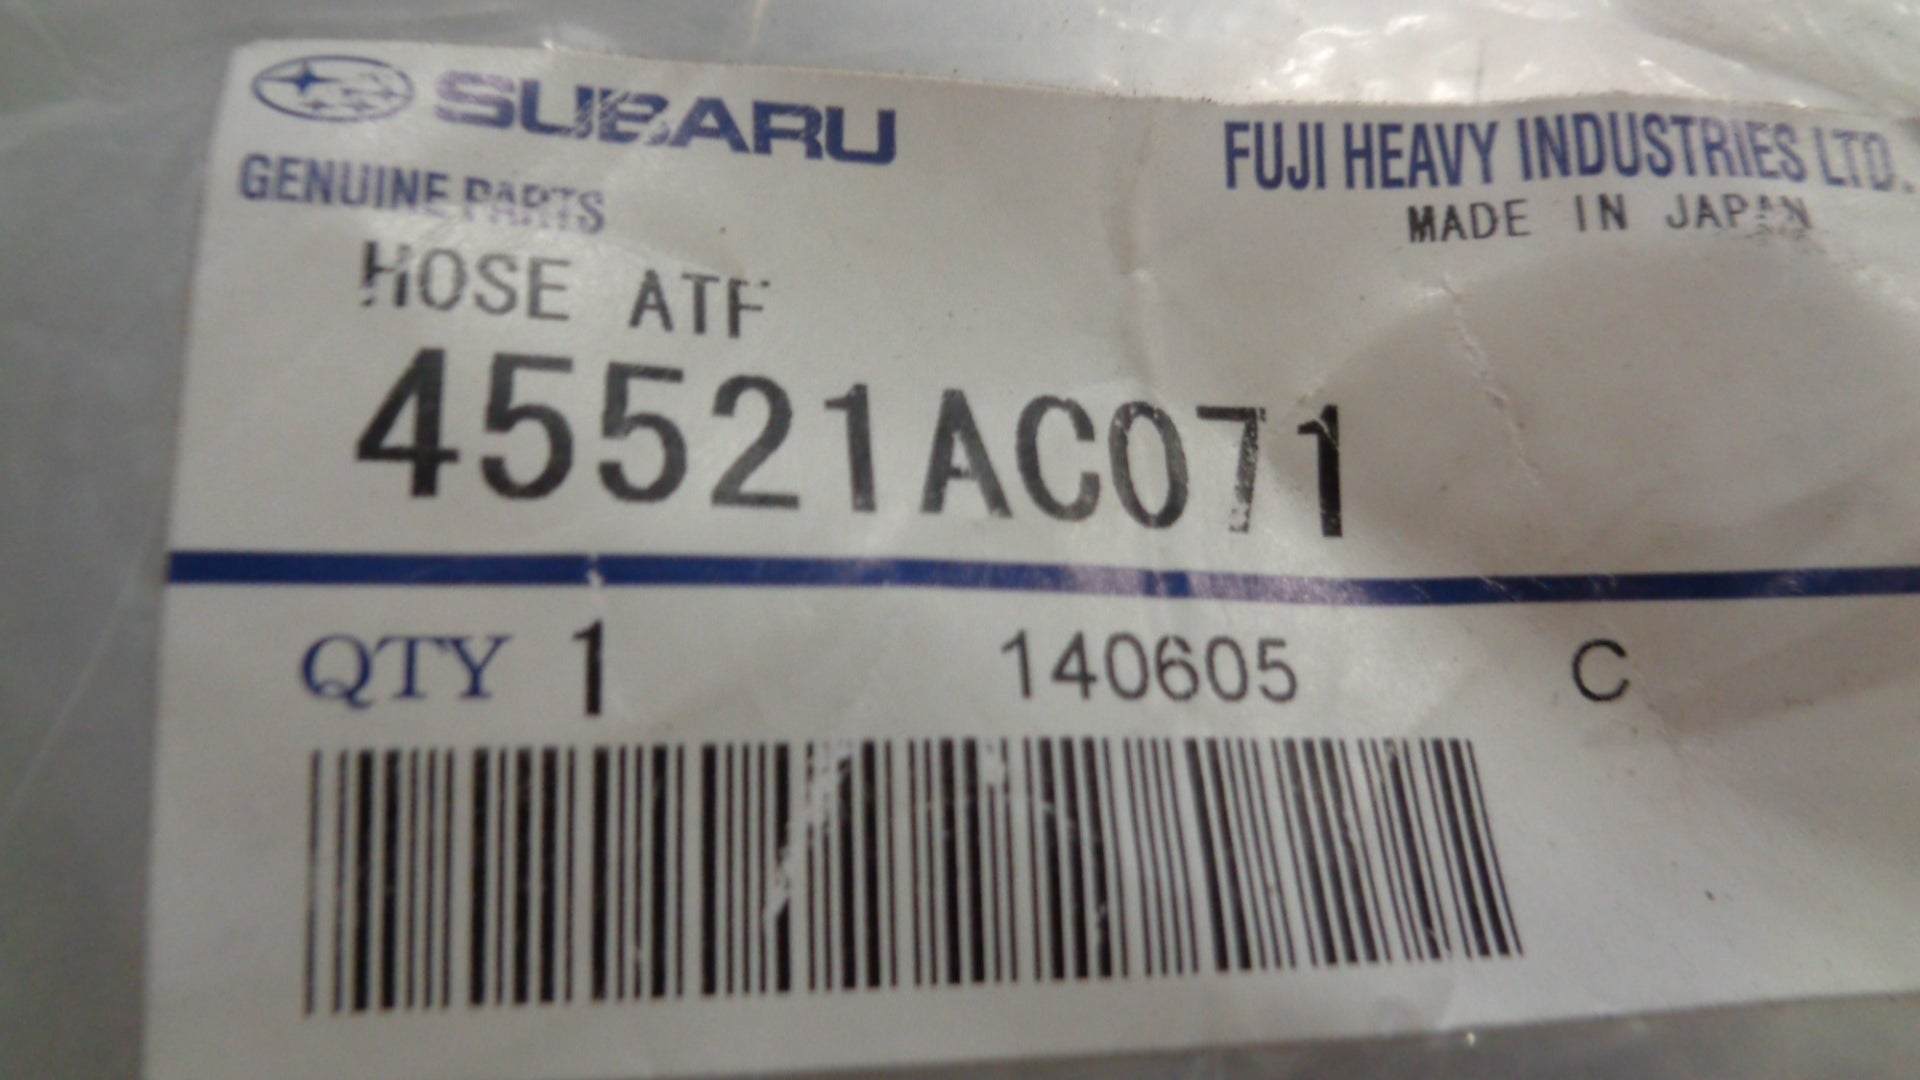 SUBARU
GENUINE PARTS
FUJI HEAVY INDUSTRIES LTD.
MADE IN JAPAN
HOSE ATF
45521AC071
QTY 1 140605 C